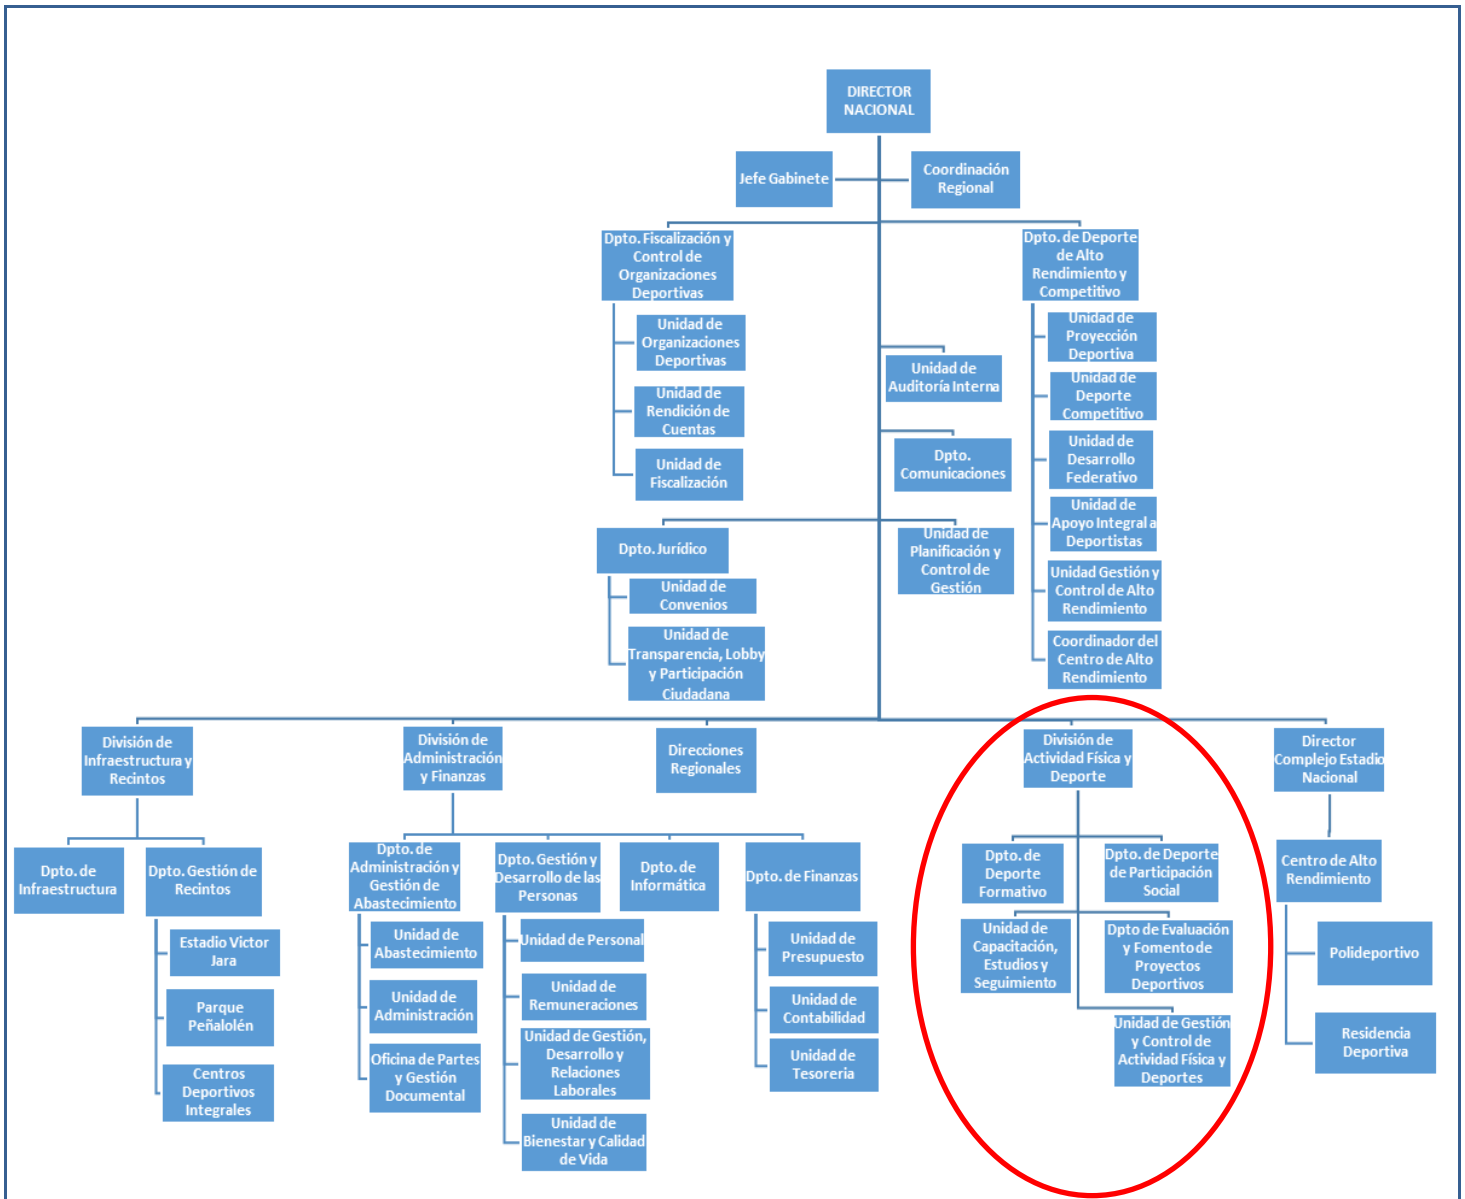 DIRECTOR
NACIONAL
Jefe Gabinete
Coordinación
Regional
Dpto. Fiscalización y
Control de
Organizaciones
Deportivas
Dpto. de Deporte
de Alto
Rendimiento y
Competitivo
Unidad de
Organizaciones
Deportivas
Unidad de
Rendición de
Cuentas
Unidad de
Fiscalización
Unidad de
Auditoría Interna
Dpto.
Comunicaciones
Unidad de
Proyección
Deportiva
Unidad de
Deporte
Competitivo
Unidad de
Desarrollo
Federativo
Unidad de
Apoyo Integral a
Deportistas
Unidad Gestión y
Control de Alto
Rendimiento
Coordinador del
Centro de Alto
Rendimiento
Dpto. Jurídico
Unidad de
Convenios
Unidad de
Transparencia, Lobby
y Participación
Ciudadana
Unidad de
Planificación y
Control de
Gestión
División de
Infraestructura y
Recintos
División de
Administración
y Finanzas
Direcciones
Regionales
División de
Actividad Física y
Deporte
Director
Complejo Estadio
Nacional
Dpto. de
Infraestructura
Dpto. Gestión de
Recintos
Estadio Victor
Jara
Parque
Peñalolén
Centros
Deportivos
Integrales
Dpto. de
Administración y
Gestión de
Abastecimiento
Unidad de
Abastecimiento
Unidad de
Administración
Oficina de Partes
y Gestión
Documental
Dpto. Gestión y
Desarrollo de las
Personas
Unidad de Personal
Unidad de
Remuneraciones
Unidad de Gestión,
Desarrollo y
Relaciones
Laborales
Unidad de
Bienestar y Calidad
de Vida
Dpto. de
Informática
Dpto. de Finanzas
Unidad de
Presupuesto
Unidad de
Contabilidad
Unidad de
Tesoreria
Dpto. de
Deporte
Formativo
Dpto. de Deporte
de Participación
Social
Unidad de
Capacitación,
Estudios y
Seguimiento
Dpto de Evaluación
y Fomento de
Proyectos
Deportivos
Unidad de Gestión
y Control de
Actividad Física y
Deportes
Centro de Alto
Rendimiento
Polideportivo
Residencia
Deportiva